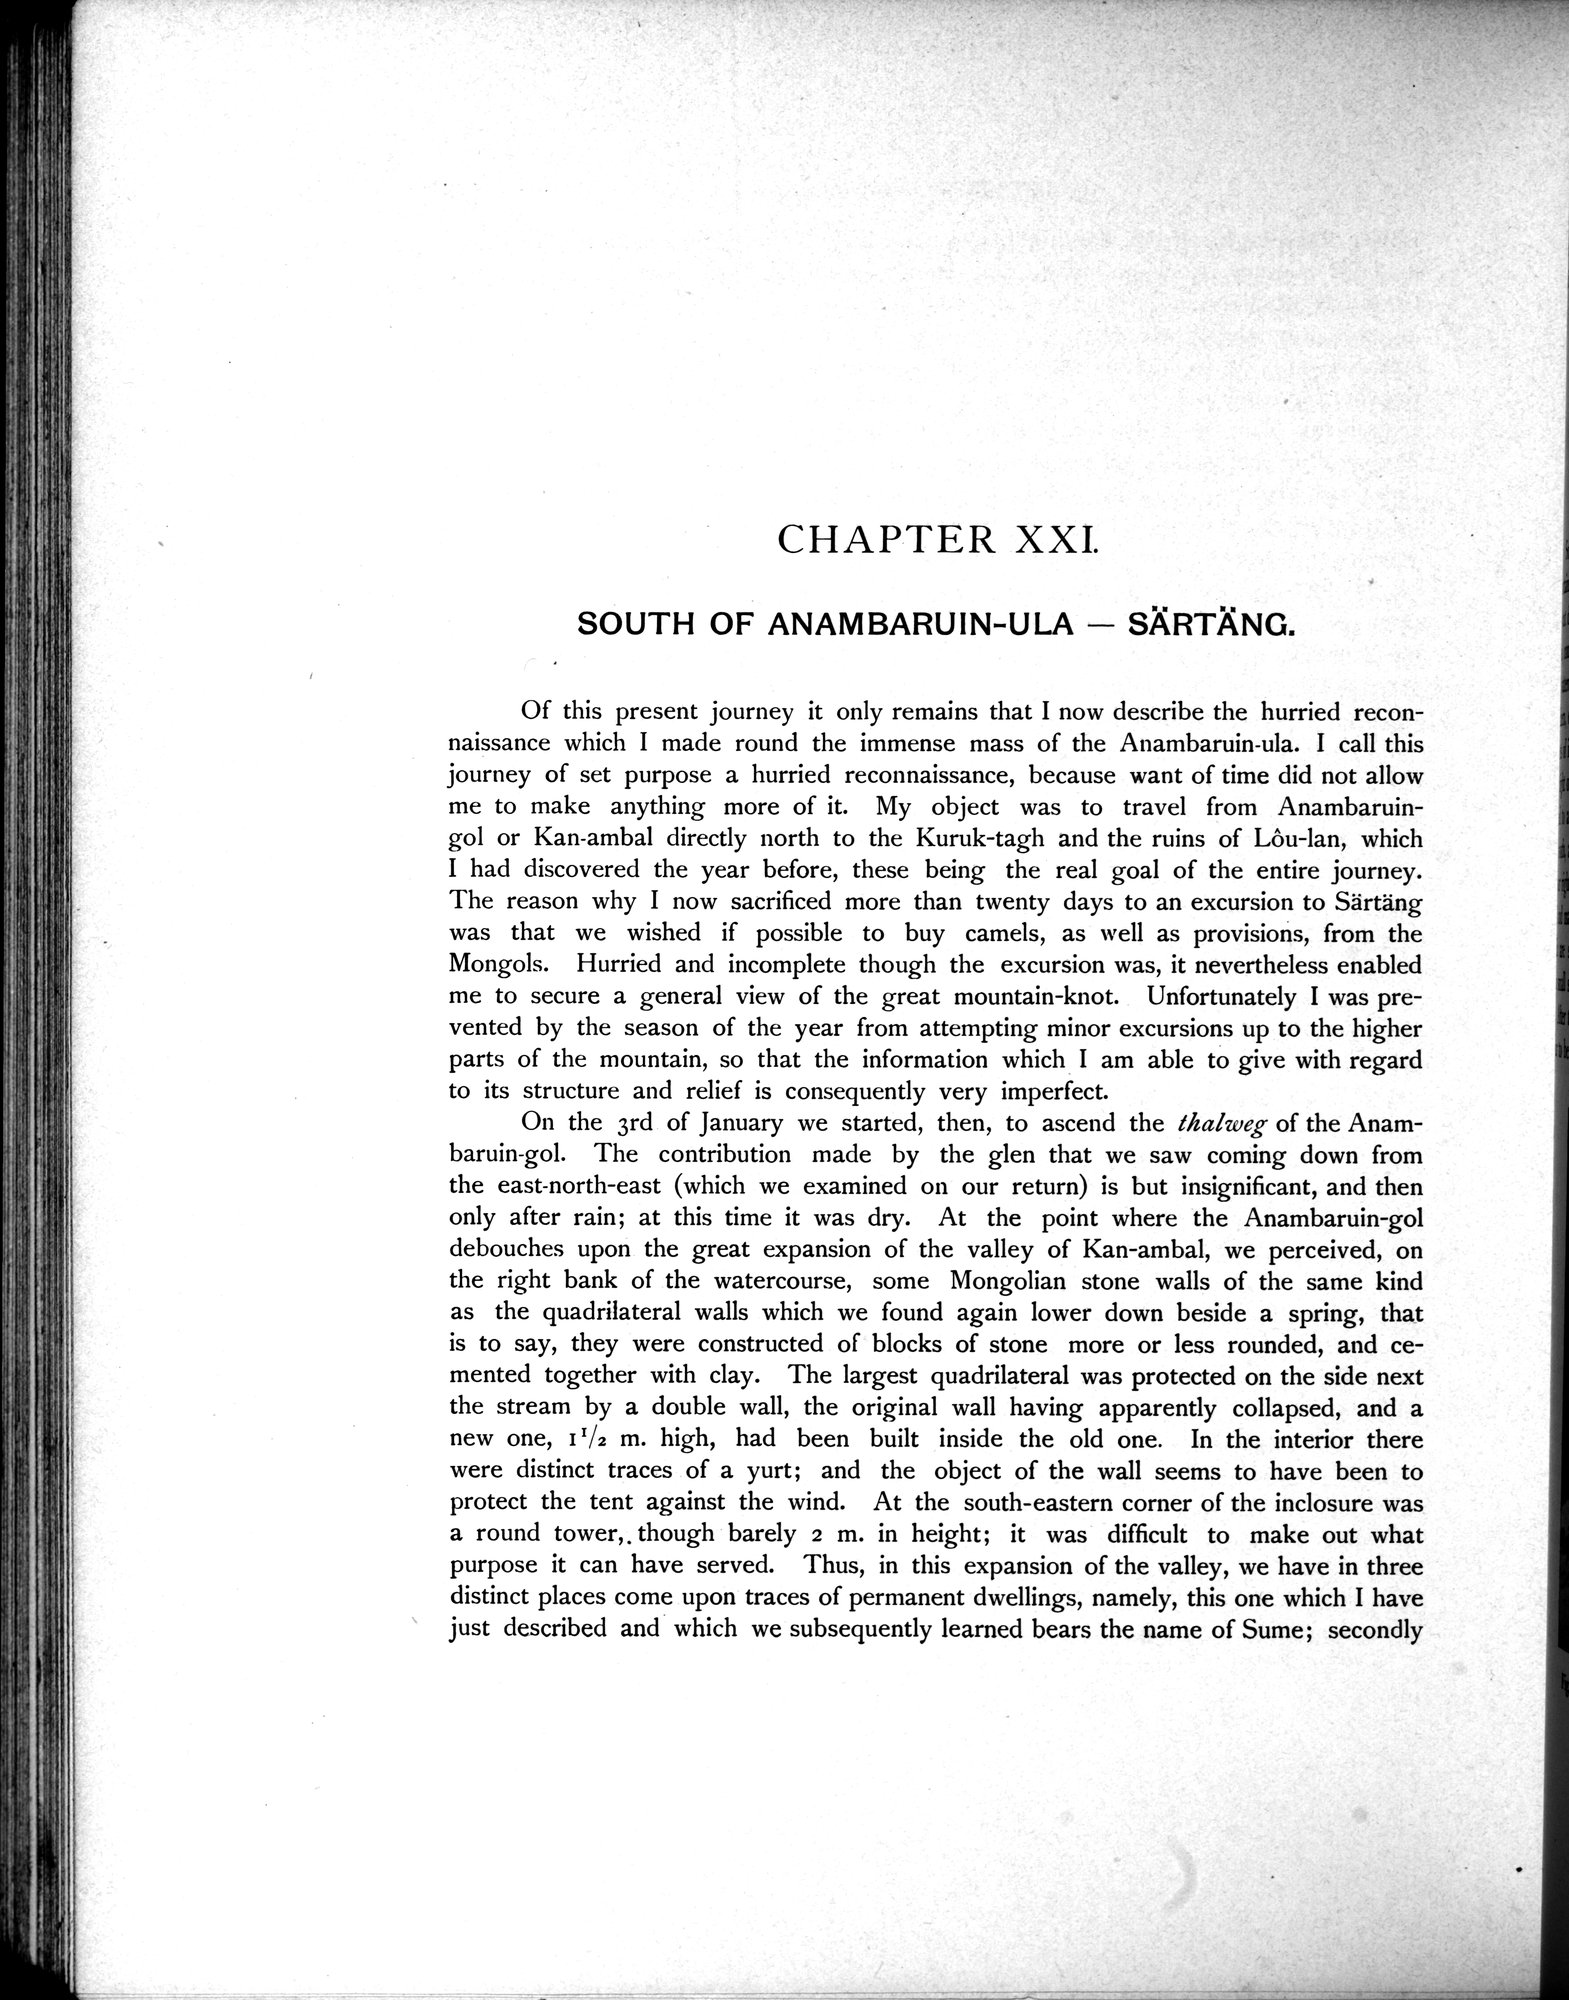 CHAPTER XXI.
SOUTH OF ANAMBARUIN-ULA — SÄRTÄNG.
Of this present journey it only remains that I now describe the hurried recon-
naissance which I made round the immense mass of the Anambaruin-ula. I call this
journey of set purpose a hurried reconnaissance, because want of time did not allow
me to make anything more of it. My object was to travel from Anambaruin-
gol or Kan-ambal directly north to the Kuruk-tagh and the ruins of Lôu-lan, which
I had discovered the year before, these being the real goal of the entire journey.
The reason why I now sacrificed more than twenty days to an excursion to Särtäng
was that we wished if possible to buy camels, as well as provisions, from the
Mongols. Hurried and incomplete though the excursion was, it nevertheless enabled
me to secure a general view of the great mountain-knot. Unfortunately I was pre-
vented by the season of the year from attempting minor excursions up to the higher
parts of the mountain, so that the information which I am able to give with regard
to its structure and relief is consequently very imperfect.
On the 3rd of January we started, then, to ascend the thalweg of the Anam-
baruin-gol. The contribution made by the glen that we saw coming down from
the east-north-east (which we examined on our return) is but insignificant, and then
only after rain; at this time it was dry. At the point where the Anambaruin-gol
debouches upon the great expansion of the valley of Kan-ambal, we perceived, on
the right bank of the watercourse, some Mongolian stone walls of the same kind
as the quadrilateral walls which we found again lower down beside a spring, that
is to say, they were constructed of blocks of stone more or less rounded, and ce-
mented together with clay. The largest quadrilateral was protected on the side next
the stream by a double wall, the original wall having apparently collapsed, and a
new one, 1 1/2 m. high, had been built inside the old one. In the interior there
were distinct traces of a yurt; and the object of the wall seems to have been to
protect the tent against the wind. At the south-eastern corner of the inclosure was
a round tower, though barely 2 m. in height; it was difficult to make out what
purpose it can have served. Thus, in this expansion of the valley, we have in three
distinct places come upon traces of permanent dwellings, namely, this one which I have
just described and which we subsequently learned bears the name of Sume; secondly